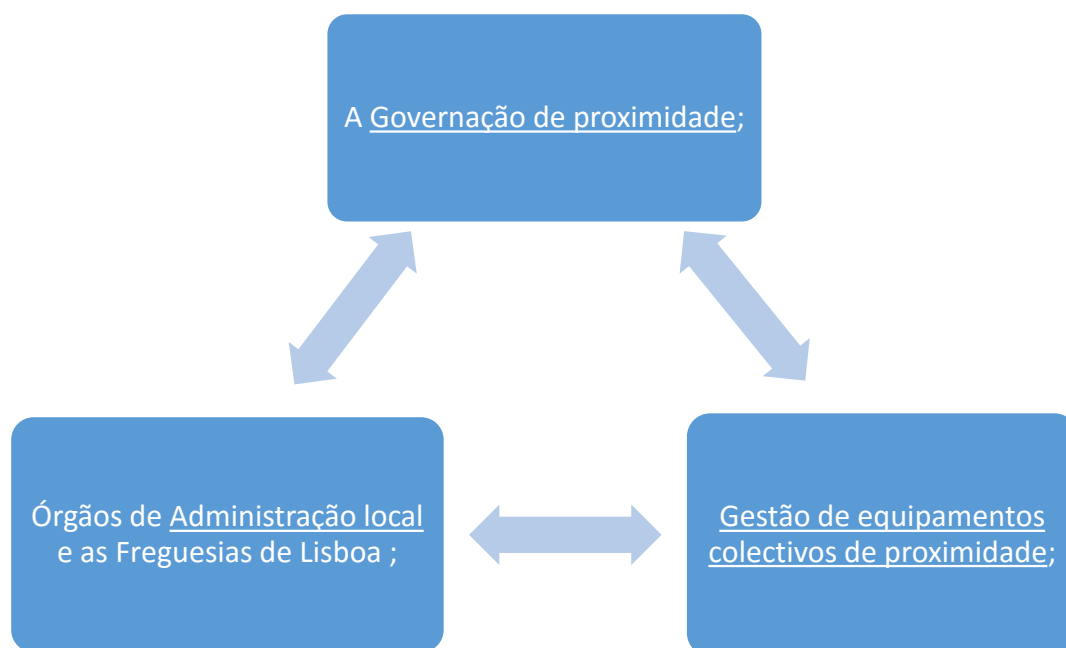 A Governação de proximidade;
Órgãos de Administração local
e as Freguesias de Lisboa ;
Gestão de equipamentos
colectivos de proximidade;